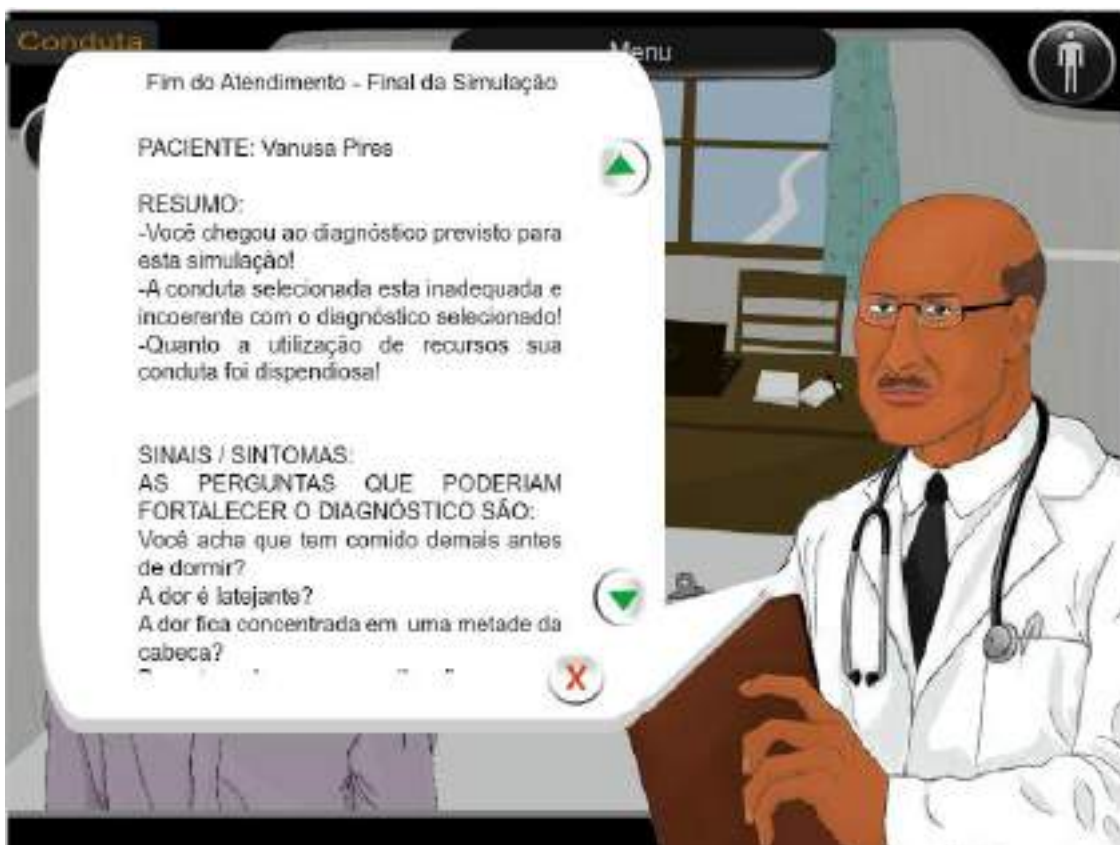 Conduta
Menu
Fim do Atendimento - Final da Simulação
PACIENTE: Vanusa Pires
RESUMO:
-Você chegou ao diagnóstico previsto para
esta simulação!
-A conduta selecionada esta inadequada e
incoerente com o diagnóstico selecionado!
-Quanto a utilização de recursos sua
conduta foi dispendiosa!
SINAIS / SINTOMAS:
AS PERGUNTAS QUE PODERIAM
FORTALECER O DIAGNÓSTICO SÃO:
Você acha que tem comido demais antes
de dormir?
A dor é latejante?
A dor fica concentrada em uma metade da
cabeça?
X